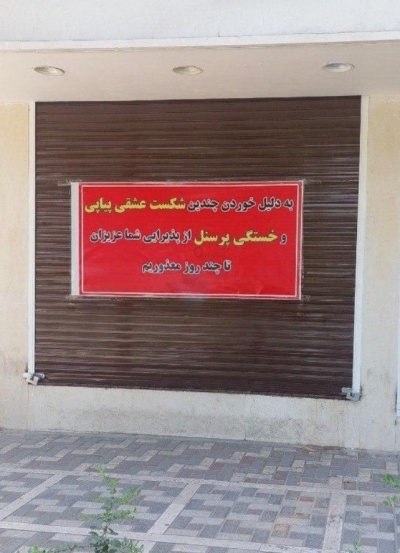 به دلیل خوردن چندین شکست عشقی پیاپی
و خستگی پرسنل از پذیرایی شما عزیزان
تا چند روز معذوریم